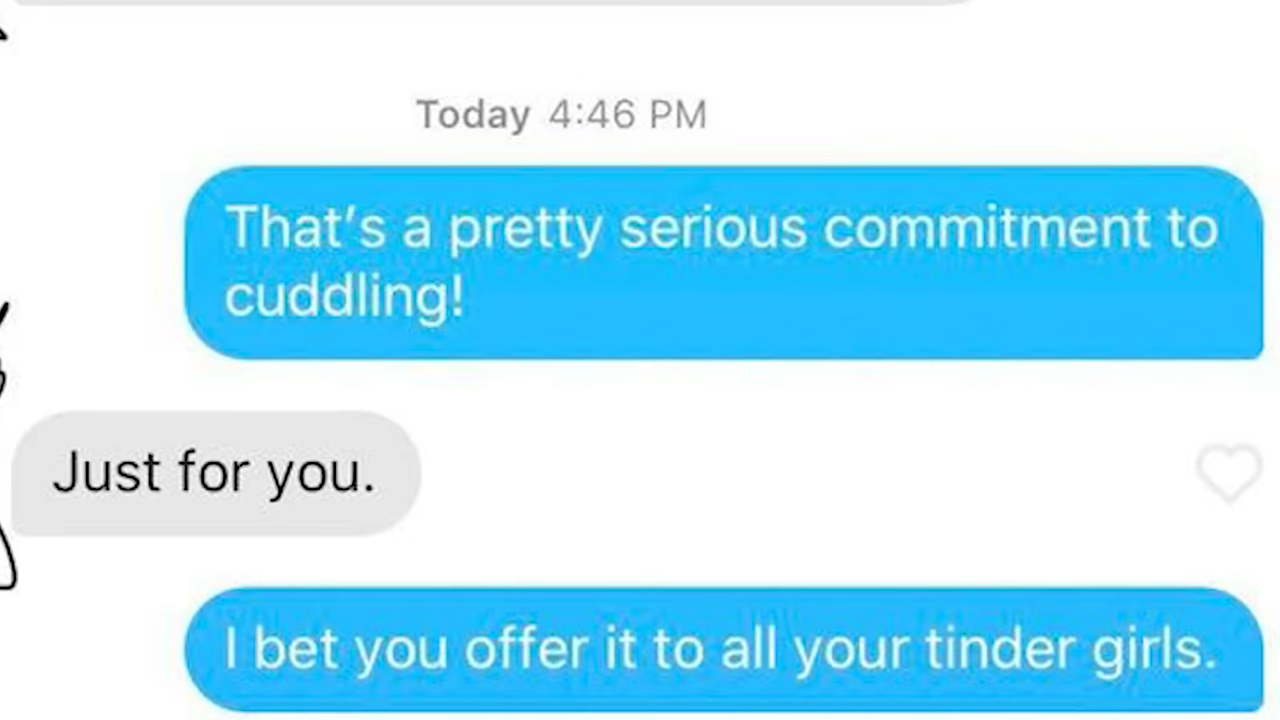 Today 4:46 PM
That’s a pretty serious commitment to
cuddling!
Just for you.
I bet you offer it to all your tinder girls.